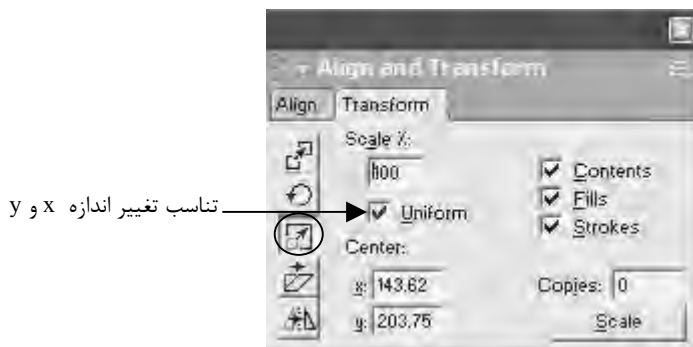 Align and Transform
Align Transform
Scale %:
100
Contents
Fills
Strokes
Uniform
تناسب تغییر اندازه x و y
Center:
x: 143.62
Copies: 0
y: 203.75
Scale